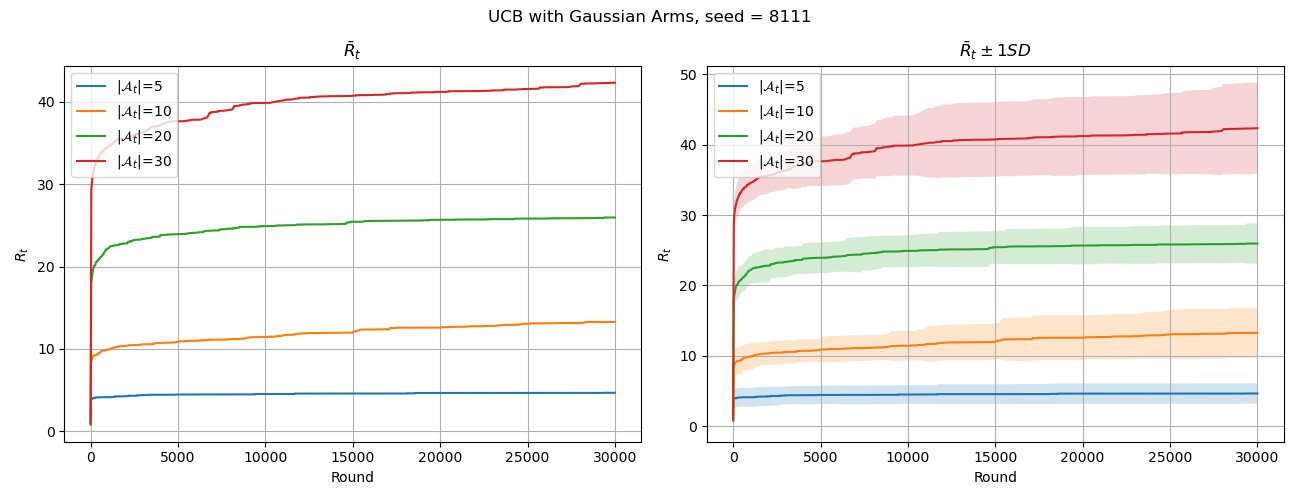 UCB with Gaussian Arms, seed = 8111
R̄ₜ
|𝒜ₜ|=5
|𝒜ₜ|=10
|𝒜ₜ|=20
|𝒜ₜ|=30
Rₜ
40
30
20
10
0
0 5000 10000 15000 20000 25000 30000
Round
R̄ₜ ± 1SD
|𝒜ₜ|=5
|𝒜ₜ|=10
|𝒜ₜ|=20
|𝒜ₜ|=30
Rₜ
50
40
30
20
10
0
0 5000 10000 15000 20000 25000 30000
Round